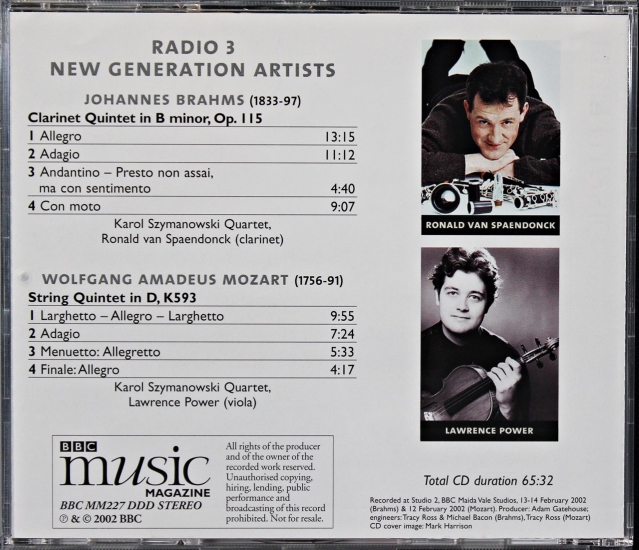 RADIO 3
NEW GENERATION ARTISTS
JOHANNES BRAHMS (1833-97)
Clarinet Quintet in B minor, Op. 115
1 Allegro 13:15
2 Adagio 11:12
3 Andantino – Presto non assai,
ma con sentimento 4:40
4 Con moto 9:07
Karol Szymanowski Quartet,
Ronald van Spaendonck (clarinet)
WOLFGANG AMADEUS MOZART (1756-91)
String Quintet in D, K593
1 Larghetto – Allegro – Larghetto 9:55
2 Adagio 7:24
3 Menuetto: Allegretto 5:33
4 Finale: Allegro 4:17
Karol Szymanowski Quartet,
Lawrence Power (viola)
BBC
music
MAGAZINE
BBC MM227 DDD STEREO
℗ & © 2002 BBC
All rights of the producer
and of the owner of the
recorded work reserved.
Unauthorised copying,
hiring, lending, public
performance and
broadcasting of this record
prohibited. Not for resale.
RONALD VAN SPAENDONCK
LAWRENCE POWER
Total CD duration 65:32
Recorded at Studio 2, BBC Maida Vale Studios, 13-14 February 2002
(Brahms) & 12 February 2002 (Mozart). Producer: Adam Gatehouse;
engineers: Tracy Ross & Michael Bacon (Brahms), Tracy Ross (Mozart)
CD cover image: Mark Harrison